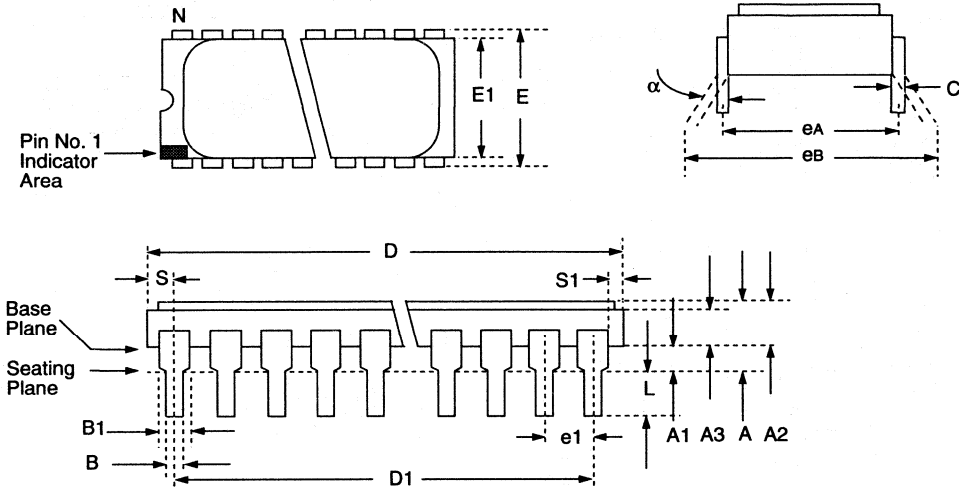 N
E1
E
Pin No. 1
Indicator
Area
α
C
eA
eB
D
S
S1
Base
Plane
Seating
Plane
L
B1
e1
A1
A3
A
A2
B
D1